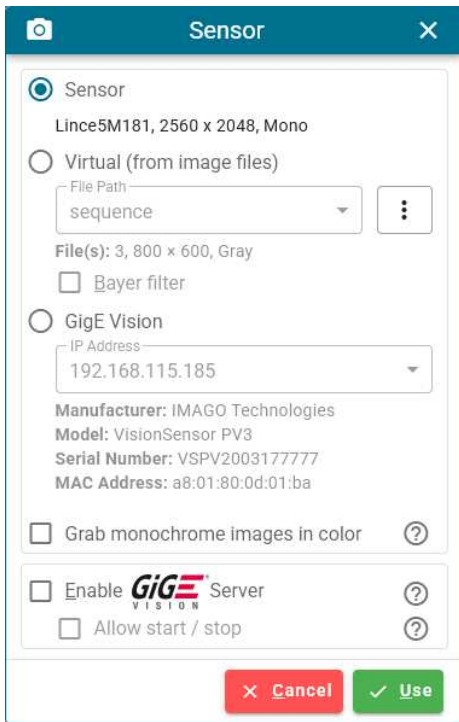 Sensor
Sensor
Lince5M181, 2560 x 2048, Mono
Virtual (from image files)
File Path
sequence
File(s): 3, 800 × 600, Gray
Bayer filter
GigE Vision
IP Address
192.168.115.185
Manufacturer: IMAGO Technologies
Model: VisionSensor PV3
Serial Number: VSPV2003177777
MAC Address: a8:01:80:0d:01:ba
Grab monochrome images in color
Enable GiGE VISION Server
Allow start / stop
Cancel Use